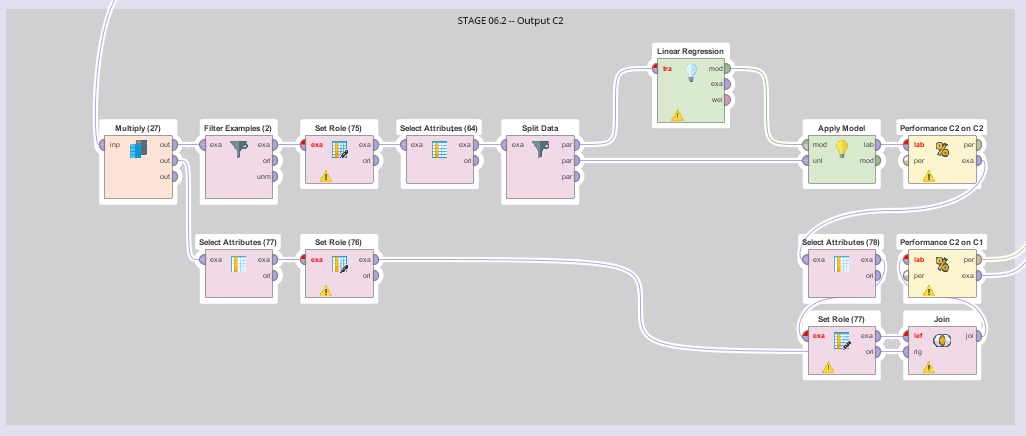 STAGE 06.2 -- Output C2
Linear Regression
tra mod
exa
wei
Multiply (27)
inp out
out
out
Filter Examples (2)
exa exa
ori
unm
Set Role (75)
exa exa
ori
Select Attributes (64)
exa exa
ori
Split Data
exa par
par
par
Apply Model
mod lab
unl mod
Performance C2 on C2
lab per
per exa
Select Attributes (77)
exa exa
ori
Set Role (76)
exa exa
ori
Select Attributes (78)
exa exa
ori
Performance C2 on C1
lab per
per exa
Set Role (77)
exa exa
ori
Join
lef joi
rig